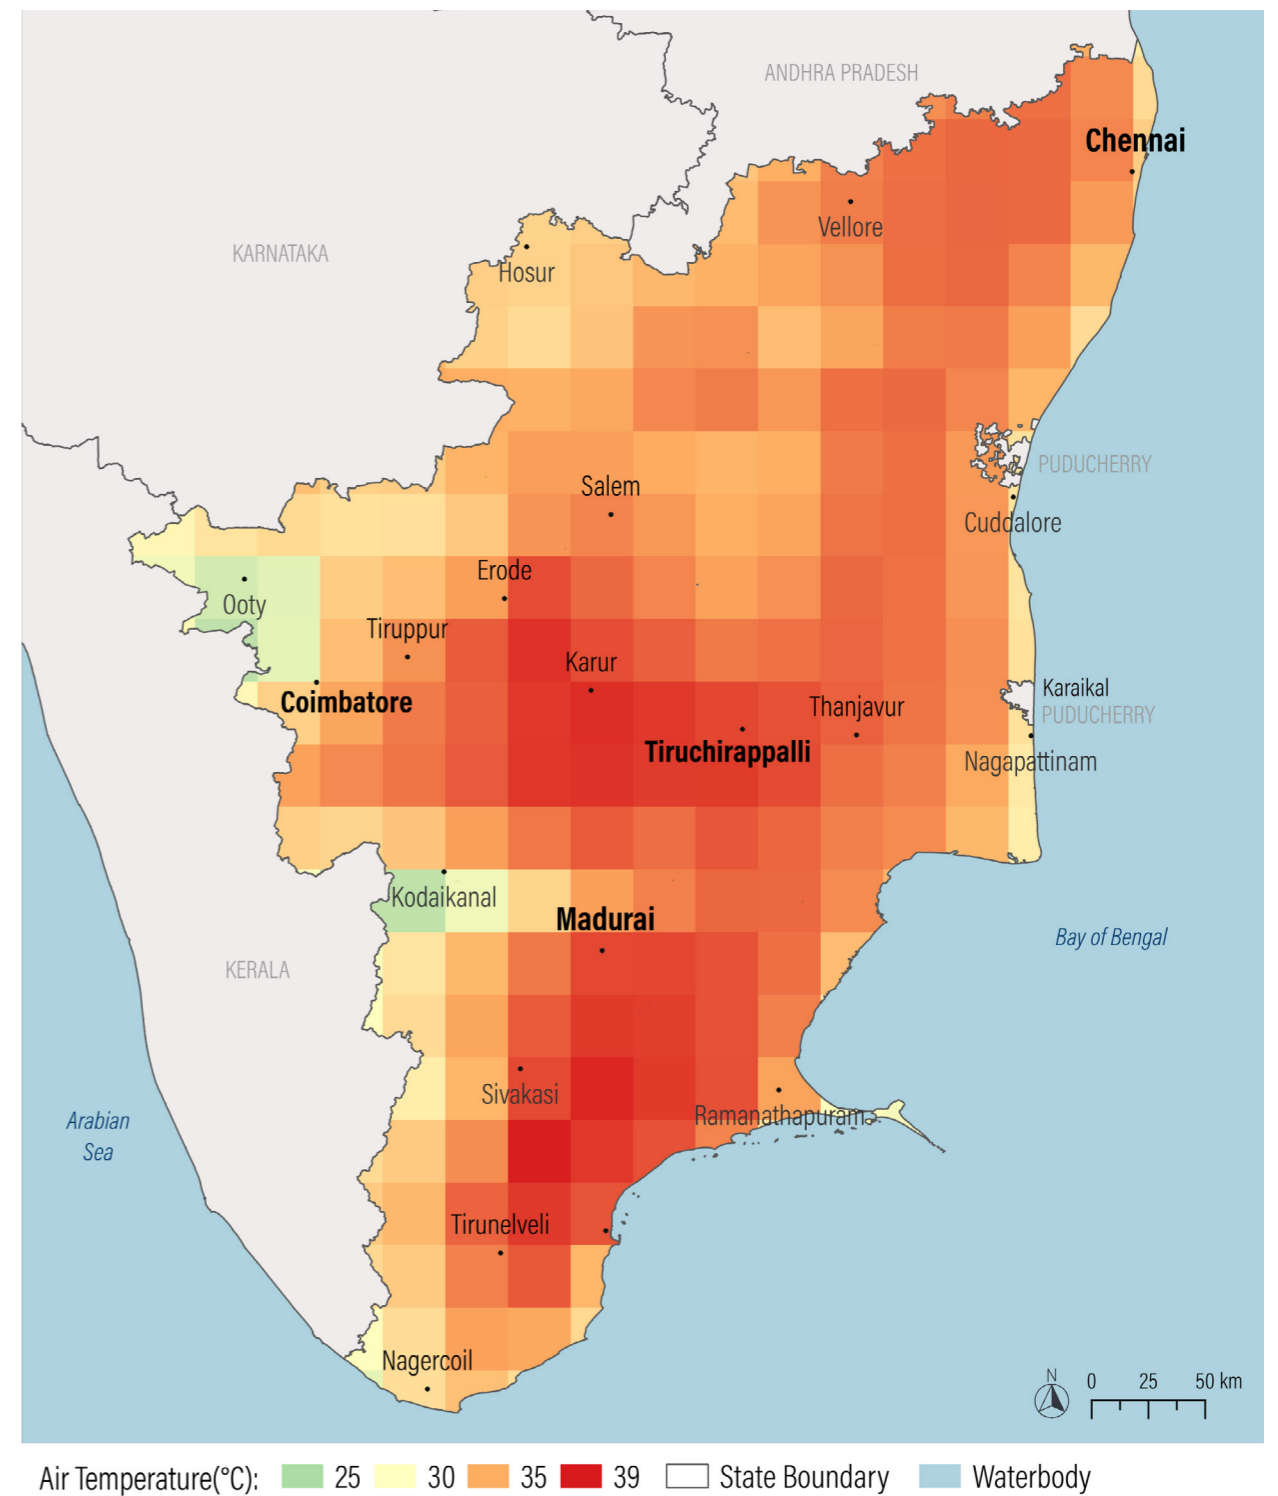 ANDHRA PRADESH
Chennai
Vellore
KARNATAKA
Hosur
PUDUCHERRY
Salem
Cuddalore
Erode
Ooty
Tiruppur
Karur
Karaikal
Coimbatore
Thanjavur
PUDUCHERRY
Tiruchirappalli
Nagapattinam
Kodaikanal
Madurai
Bay of Bengal
KERALA
Sivakasi
Ramanathapuram
Arabian
Sea
Tirunelveli
Nagercoil
N
0 25 50 km
Air Temperature(°C): 25 30 35 39 State Boundary Waterbody